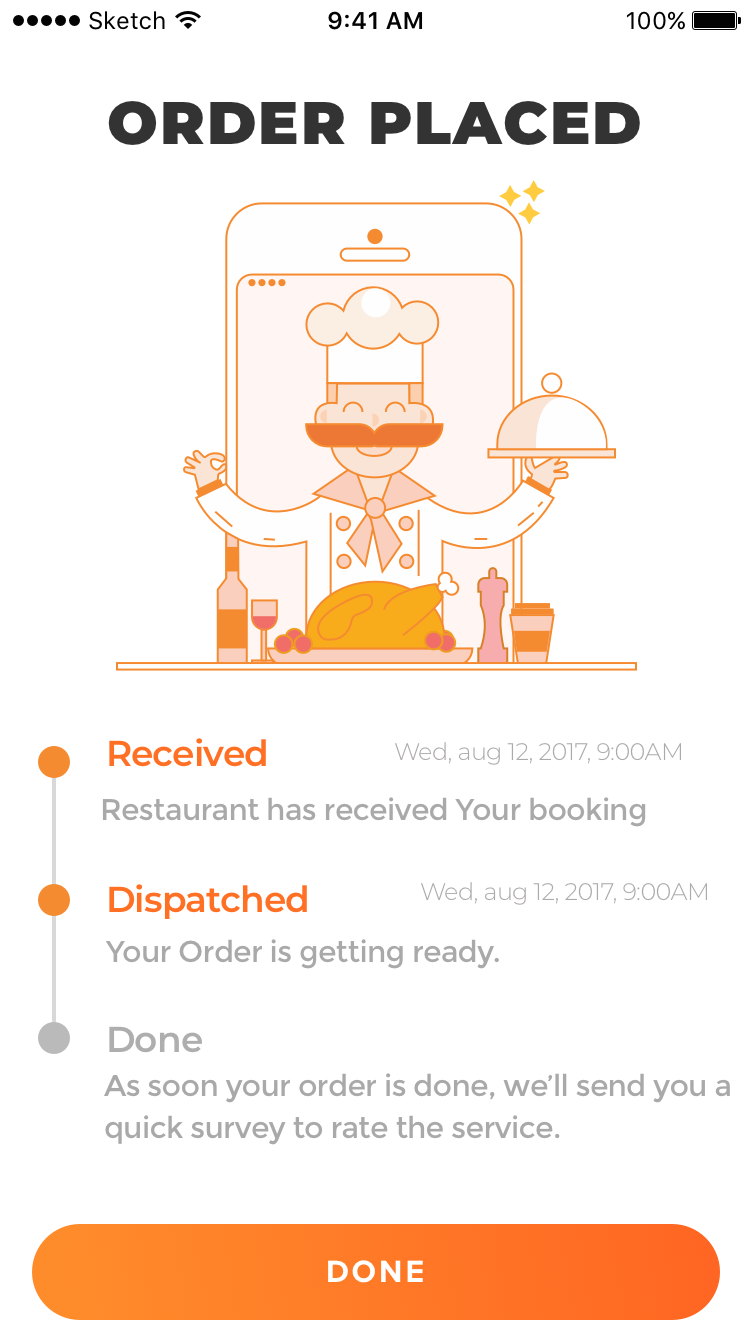 ●●●●● Sketch 9:41 AM 100%
ORDER PLACED
Received Wed, aug 12, 2017, 9:00AM
Restaurant has received Your booking
Dispatched Wed, aug 12, 2017, 9:00AM
Your Order is getting ready.
Done
As soon your order is done, we’ll send you a
quick survey to rate the service.
DONE